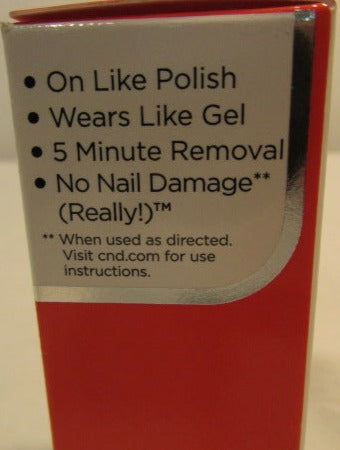 • On Like Polish
• Wears Like Gel
• 5 Minute Removal
• No Nail Damage**
(Really!)™
** When used as directed.
Visit cnd.com for use
instructions.